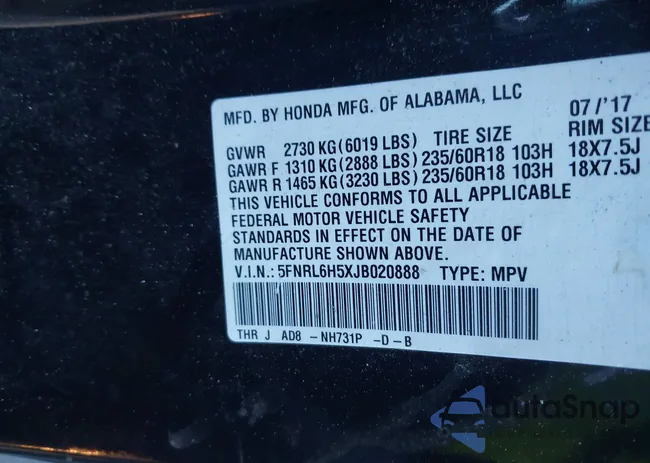 MFD. BY HONDA MFG. OF ALABAMA, LLC 07/'17
GVWR 2730 KG(6019 LBS) TIRE SIZE RIM SIZE
GAWR F 1310 KG(2888 LBS) 235/60R18 103H 18X7.5J
GAWR R 1465 KG(3230 LBS) 235/60R18 103H 18X7.5J
THIS VEHICLE CONFORMS TO ALL APPLICABLE
FEDERAL MOTOR VEHICLE SAFETY
STANDARDS IN EFFECT ON THE DATE OF
MANUFACTURE SHOWN ABOVE.
V.I.N.: 5FNRL6H5XJB020888 TYPE: MPV
THR J AD8 -NH731P -D-B
autoSnap